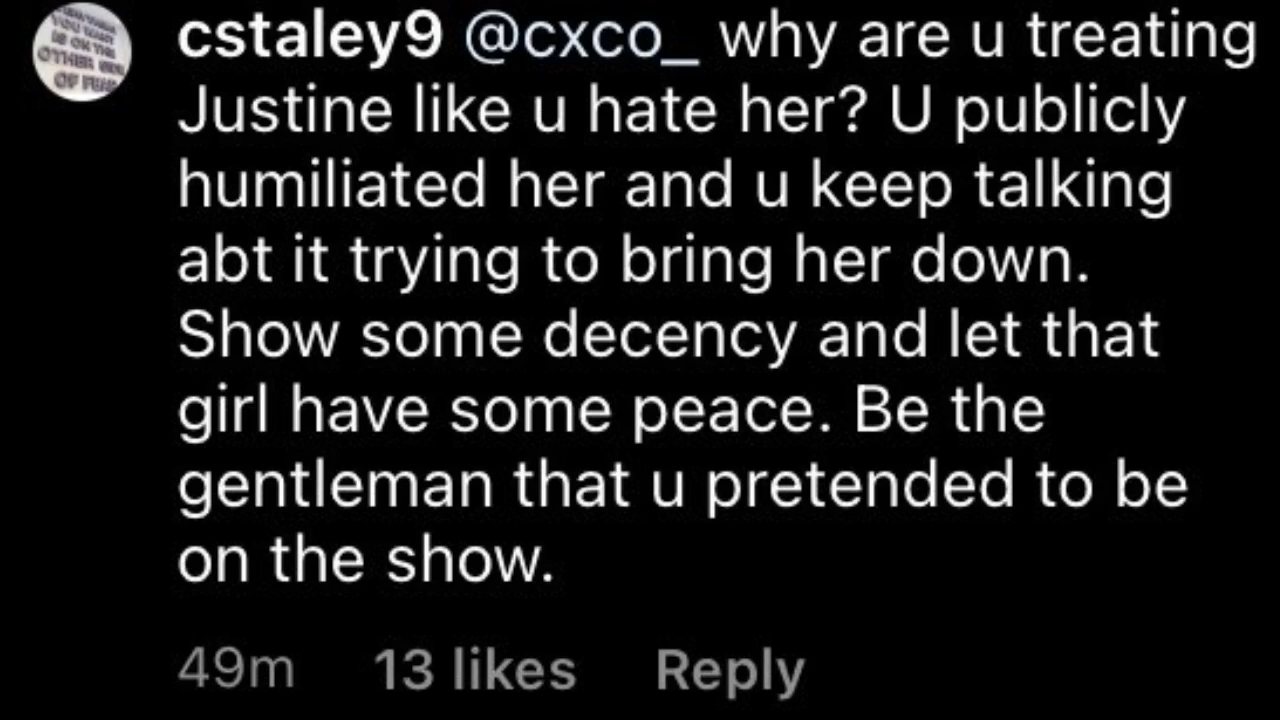 cstaley9 @cxco_ why are u treating
Justine like u hate her? U publicly
humiliated her and u keep talking
abt it trying to bring her down.
Show some decency and let that
girl have some peace. Be the
gentleman that u pretended to be
on the show.
49m 13 likes Reply